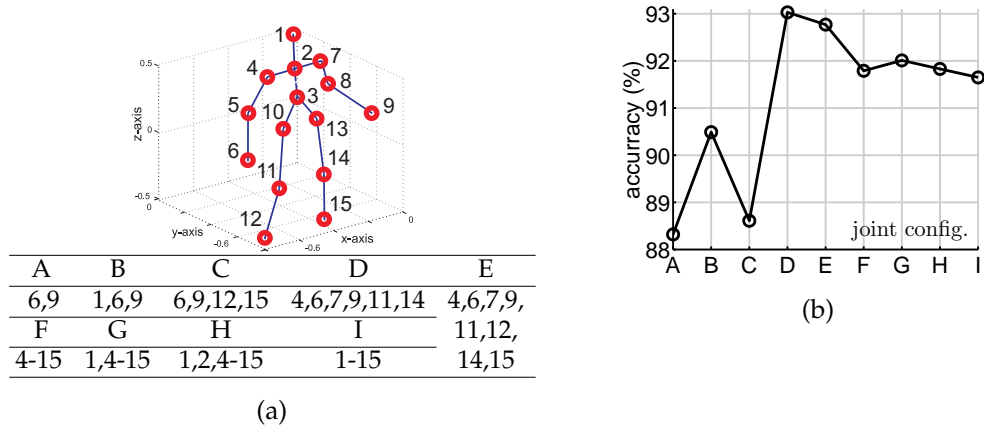 1
2
7
4
8
3
9
5
10
13
6
11
14
12
15
0.5
0
-0.5
z-axis
0
y-axis
-0.6
-0.6
x-axis
0
A B C D E
6,9 1,6,9 6,9,12,15 4,6,7,9,11,14 4,6,7,9,
F G H I 11,12,
4-15 1,4-15 1,2,4-15 1-15 14,15
(a)
93
92
91
90
89
88
accurracy (%)
joint config.
A B C D E F G H I
(b)